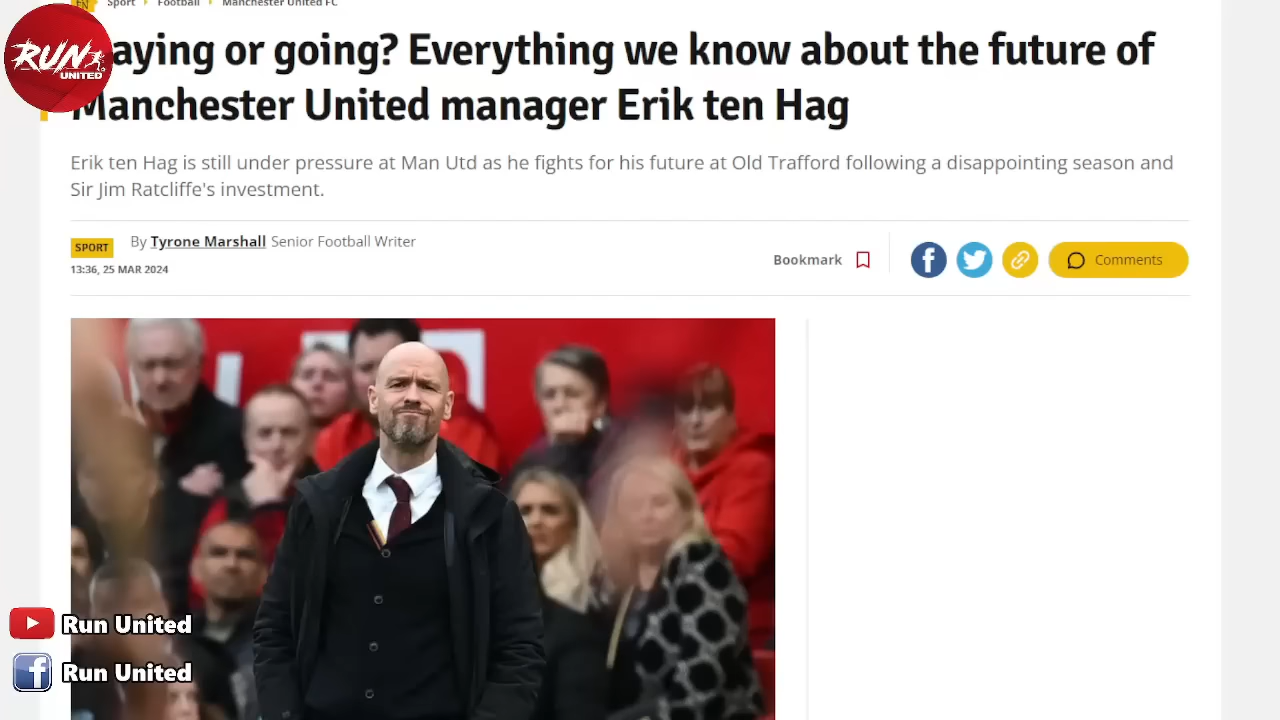 EN Sport Football Manchester United FC
RUN
UNITED
aying or going? Everything we know about the future of
Manchester United manager Erik ten Hag
Erik ten Hag is still under pressure at Man Utd as he fights for his future at Old Trafford following a disappointing season and
Sir Jim Ratcliffe's investment.
SPORT
By Tyrone Marshall Senior Football Writer
13:36, 25 MAR 2024
Bookmark
Comments
Run United
Run United